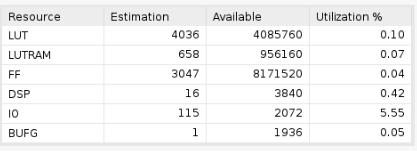 Resource Estimation Available Utilization %
LUT 4036 4085760 0.10
LUTRAM 658 956160 0.07
FF 3047 8171520 0.04
DSP 16 3840 0.42
IO 115 2072 5.55
BUFG 1 1936 0.05